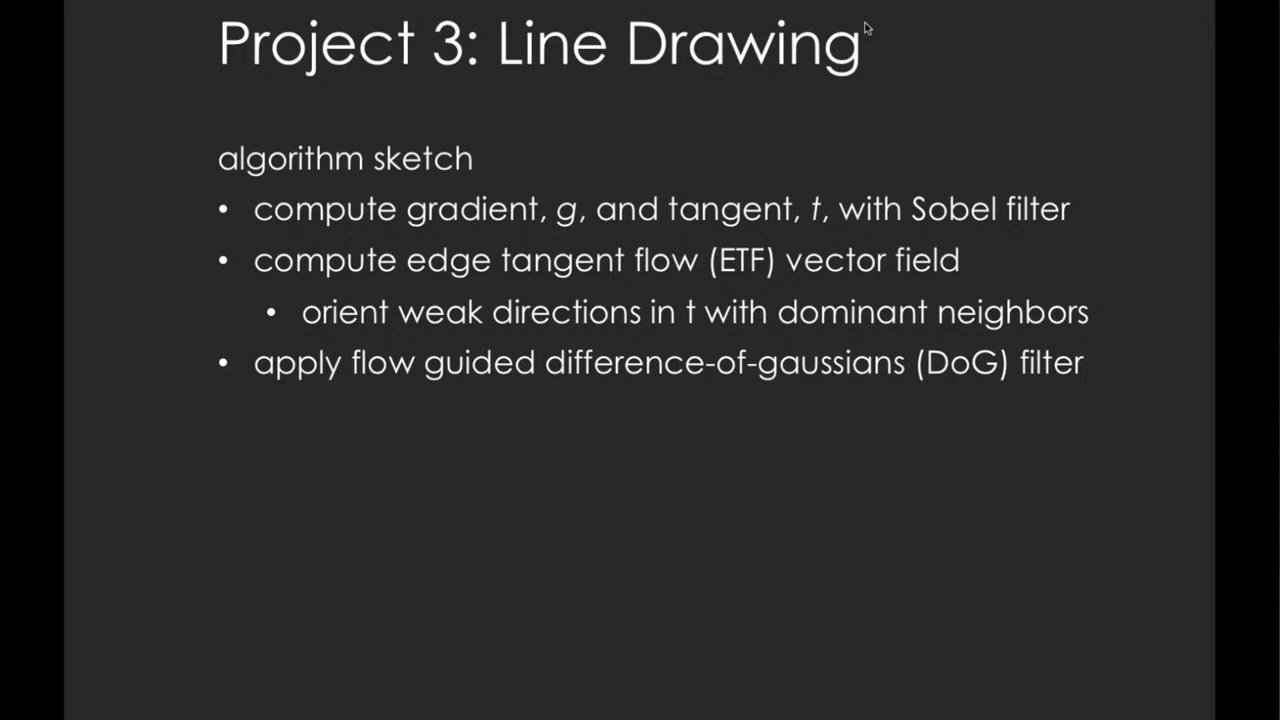 Project 3: Line Drawing
algorithm sketch
• compute gradient, g, and tangent, t, with Sobel filter
• compute edge tangent flow (ETF) vector field
• orient weak directions in t with dominant neighbors
• apply flow guided difference-of-gaussians (DoG) filter